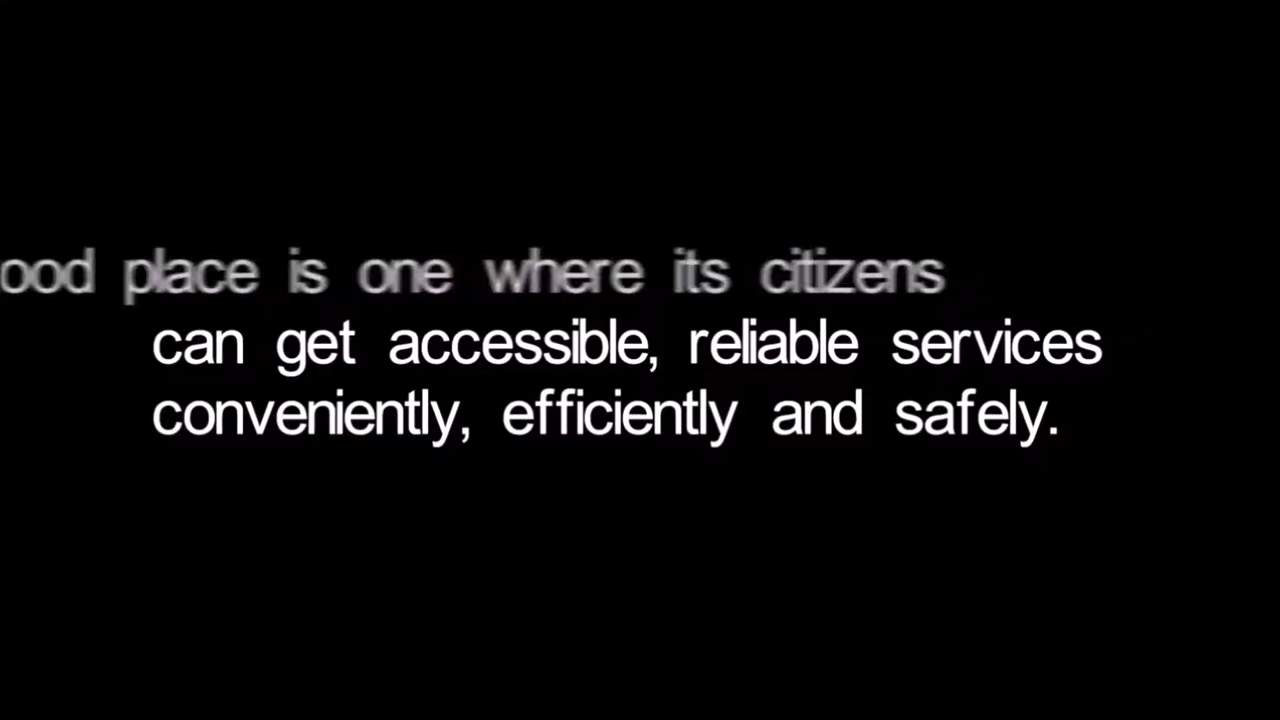 ood place is one where its citizens
can get accessible, reliable services
conveniently, efficiently and safely.